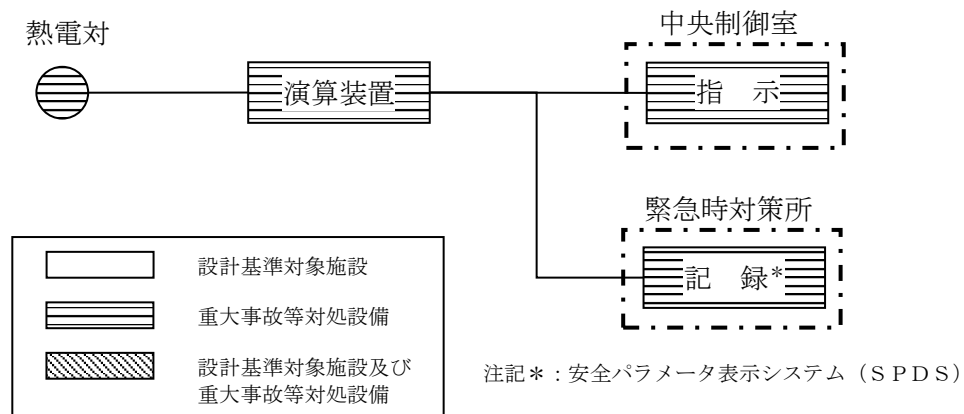 熱電対
中央制御室
演算装置
指　示
緊急時対策所
記　録*
設計基準対象施設
重大事故等対処設備
設計基準対象施設及び
重大事故等対処設備
注記＊：安全パラメータ表示システム（ＳＰＤＳ）